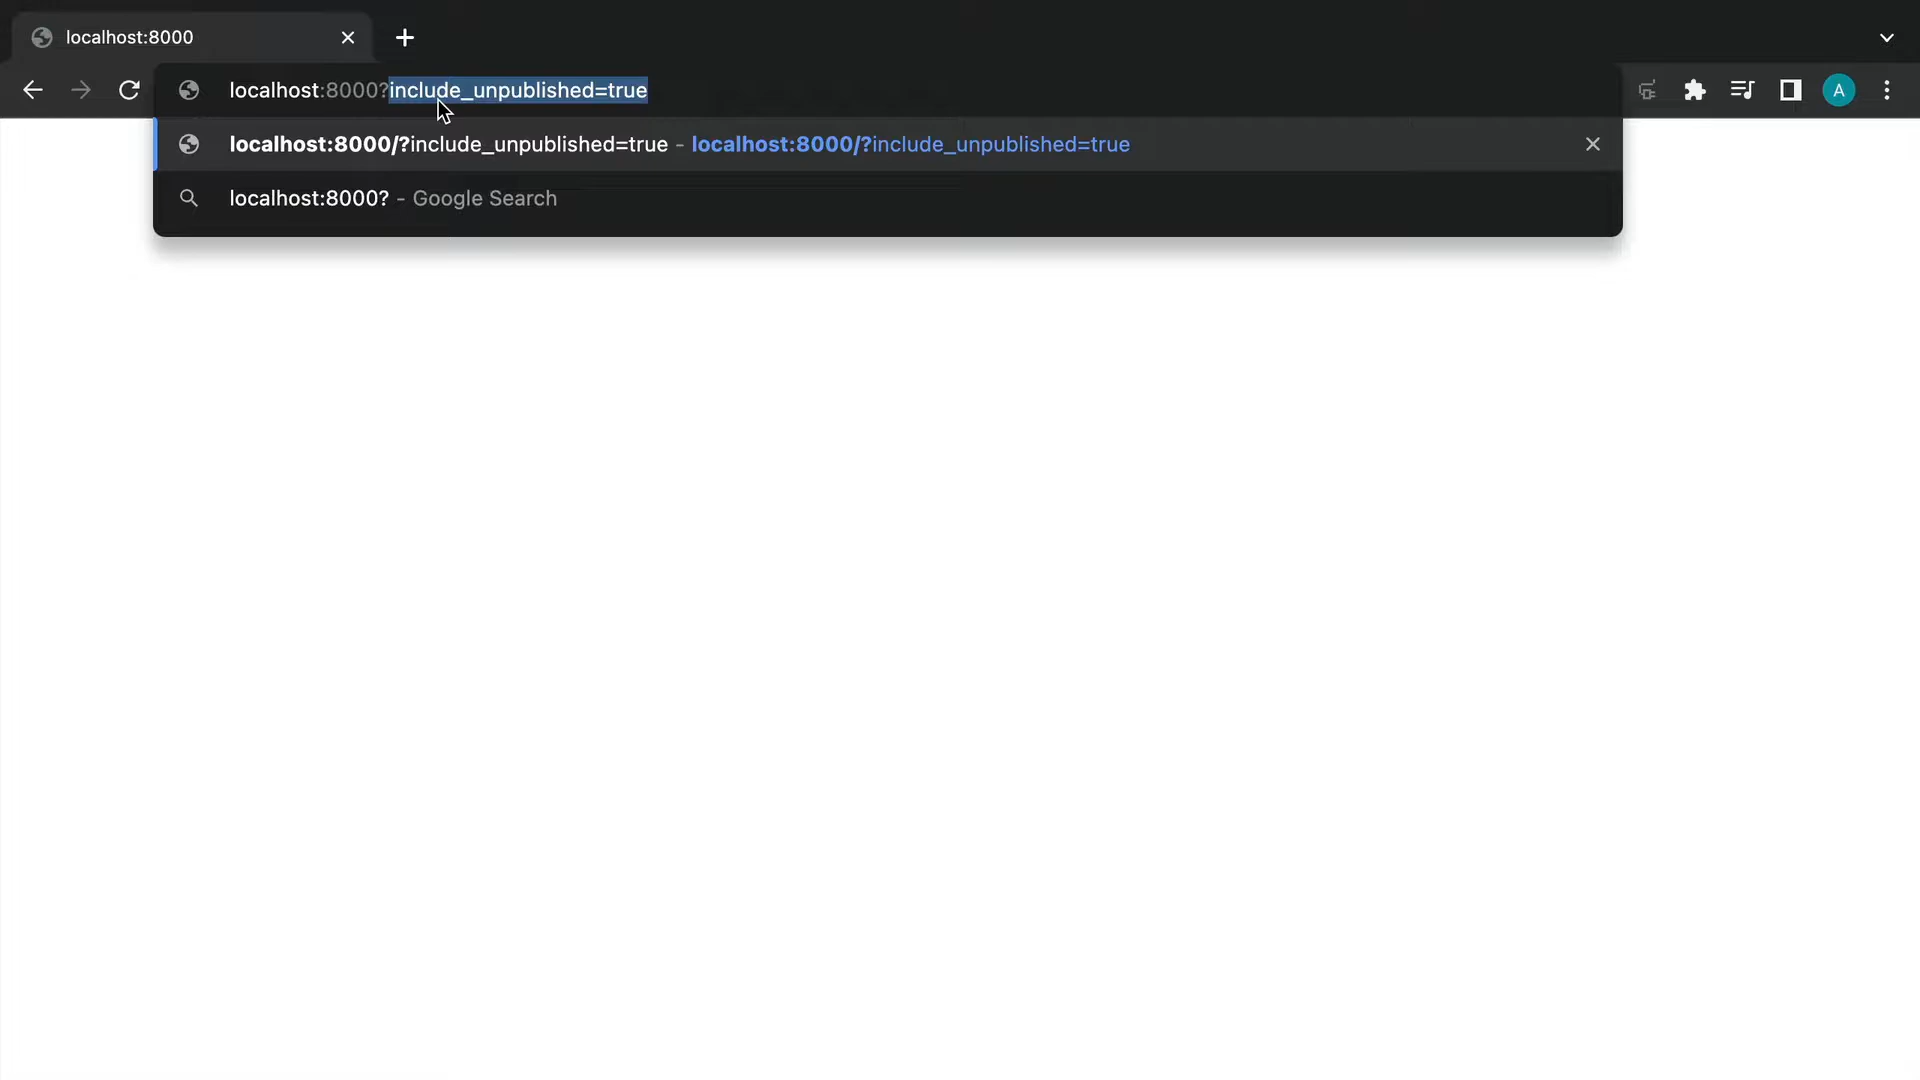 localhost:8000
localhost:8000?include_unpublished=true
A
localhost:8000/?include_unpublished=true - localhost:8000/?include_unpublished=true
localhost:8000? - Google Search